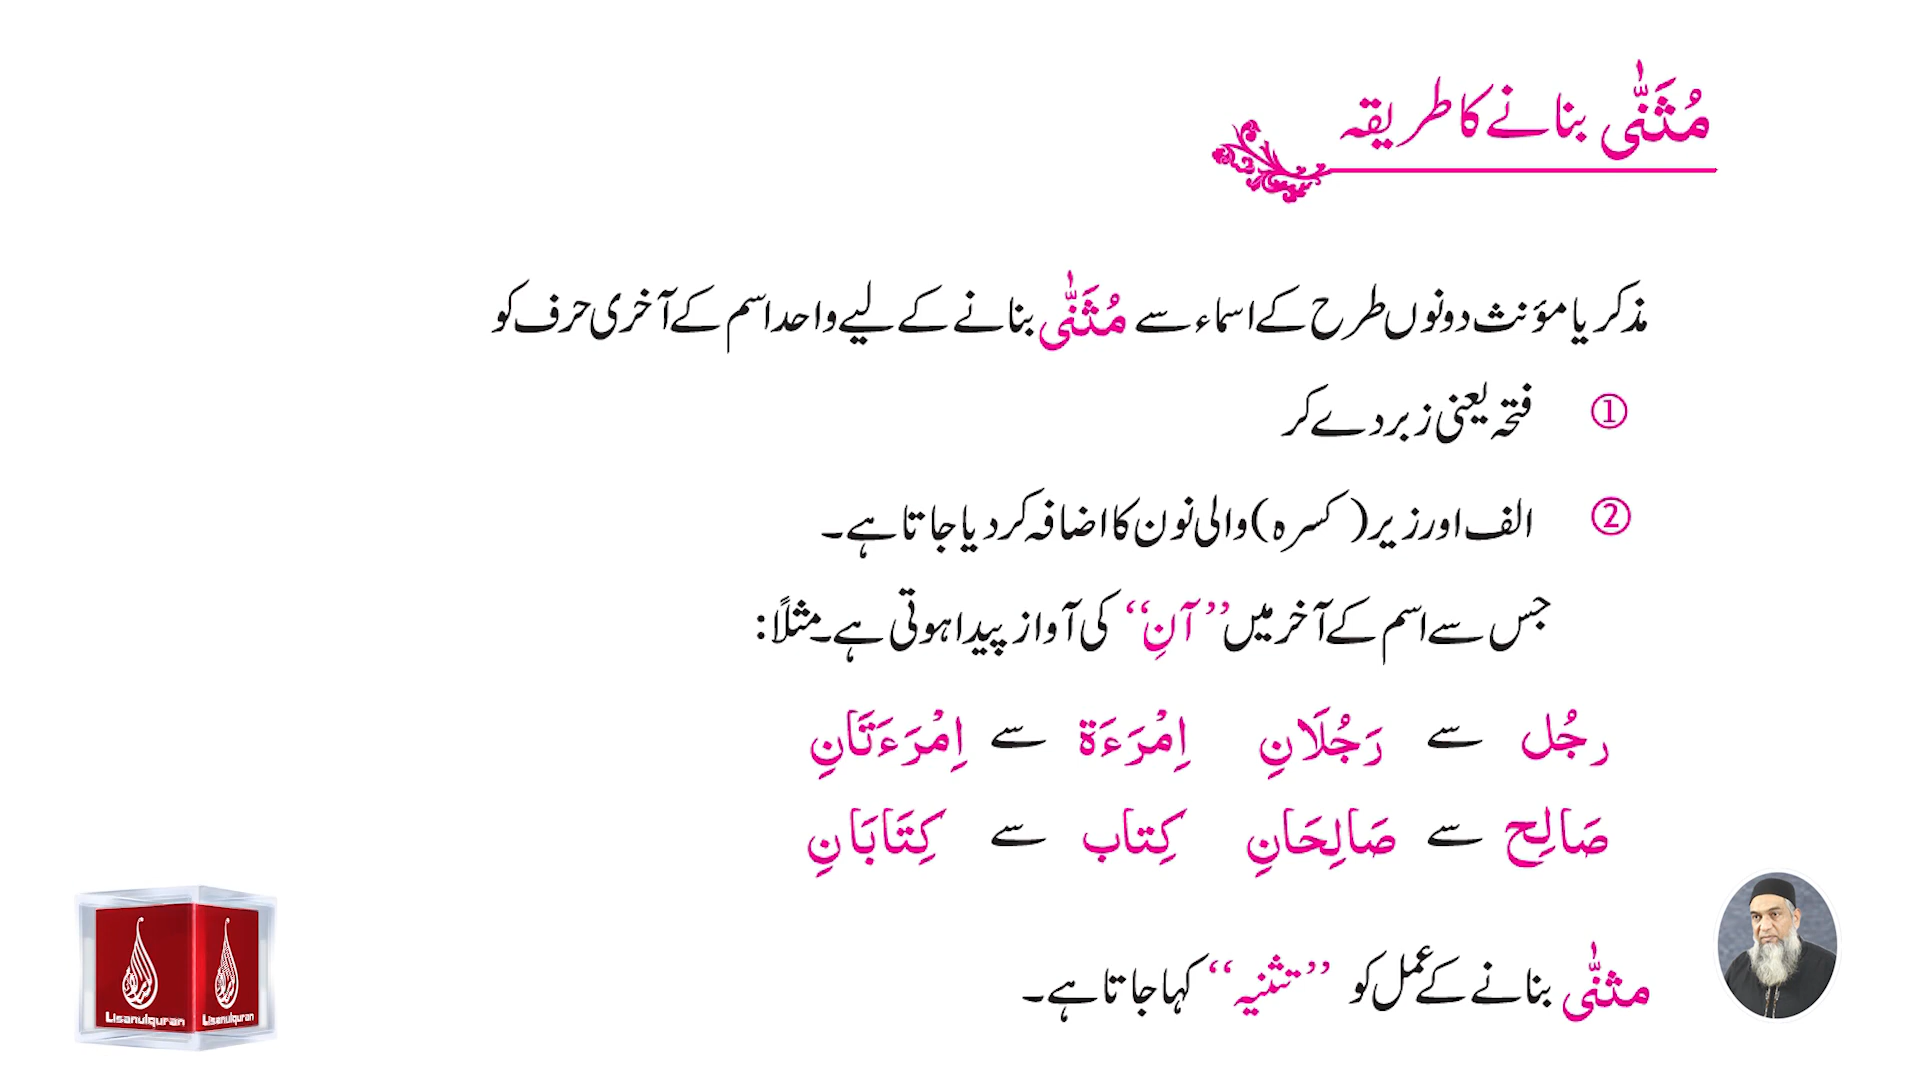 مُثَنّٰی بنانے کا طریقہ
مذکر یا مؤنث دونوں طرح کے اسماء سے مُثَنّٰی بنانے کے لیے واحد اسم کے آخری حرف کو
① فتحہ یعنی زبر دے کر
② الف اور زیر (کسرہ) والی نون کا اضافہ کر دیا جاتا ہے۔
جس سے اسم کے آخر میں ”آنِ“ کی آواز پیدا ہوتی ہے۔ مثلاً:
رجُل سے رَجُلَانِ اِمْرَءَة سے اِمْرَءَتَانِ
صَالِح سے صَالِحَانِ كِتاب سے كِتَابَانِ
مثنّٰی بنانے کے عمل کو ”تثنیہ“ کہا جاتا ہے۔
Lisanulquran Lisanulquran